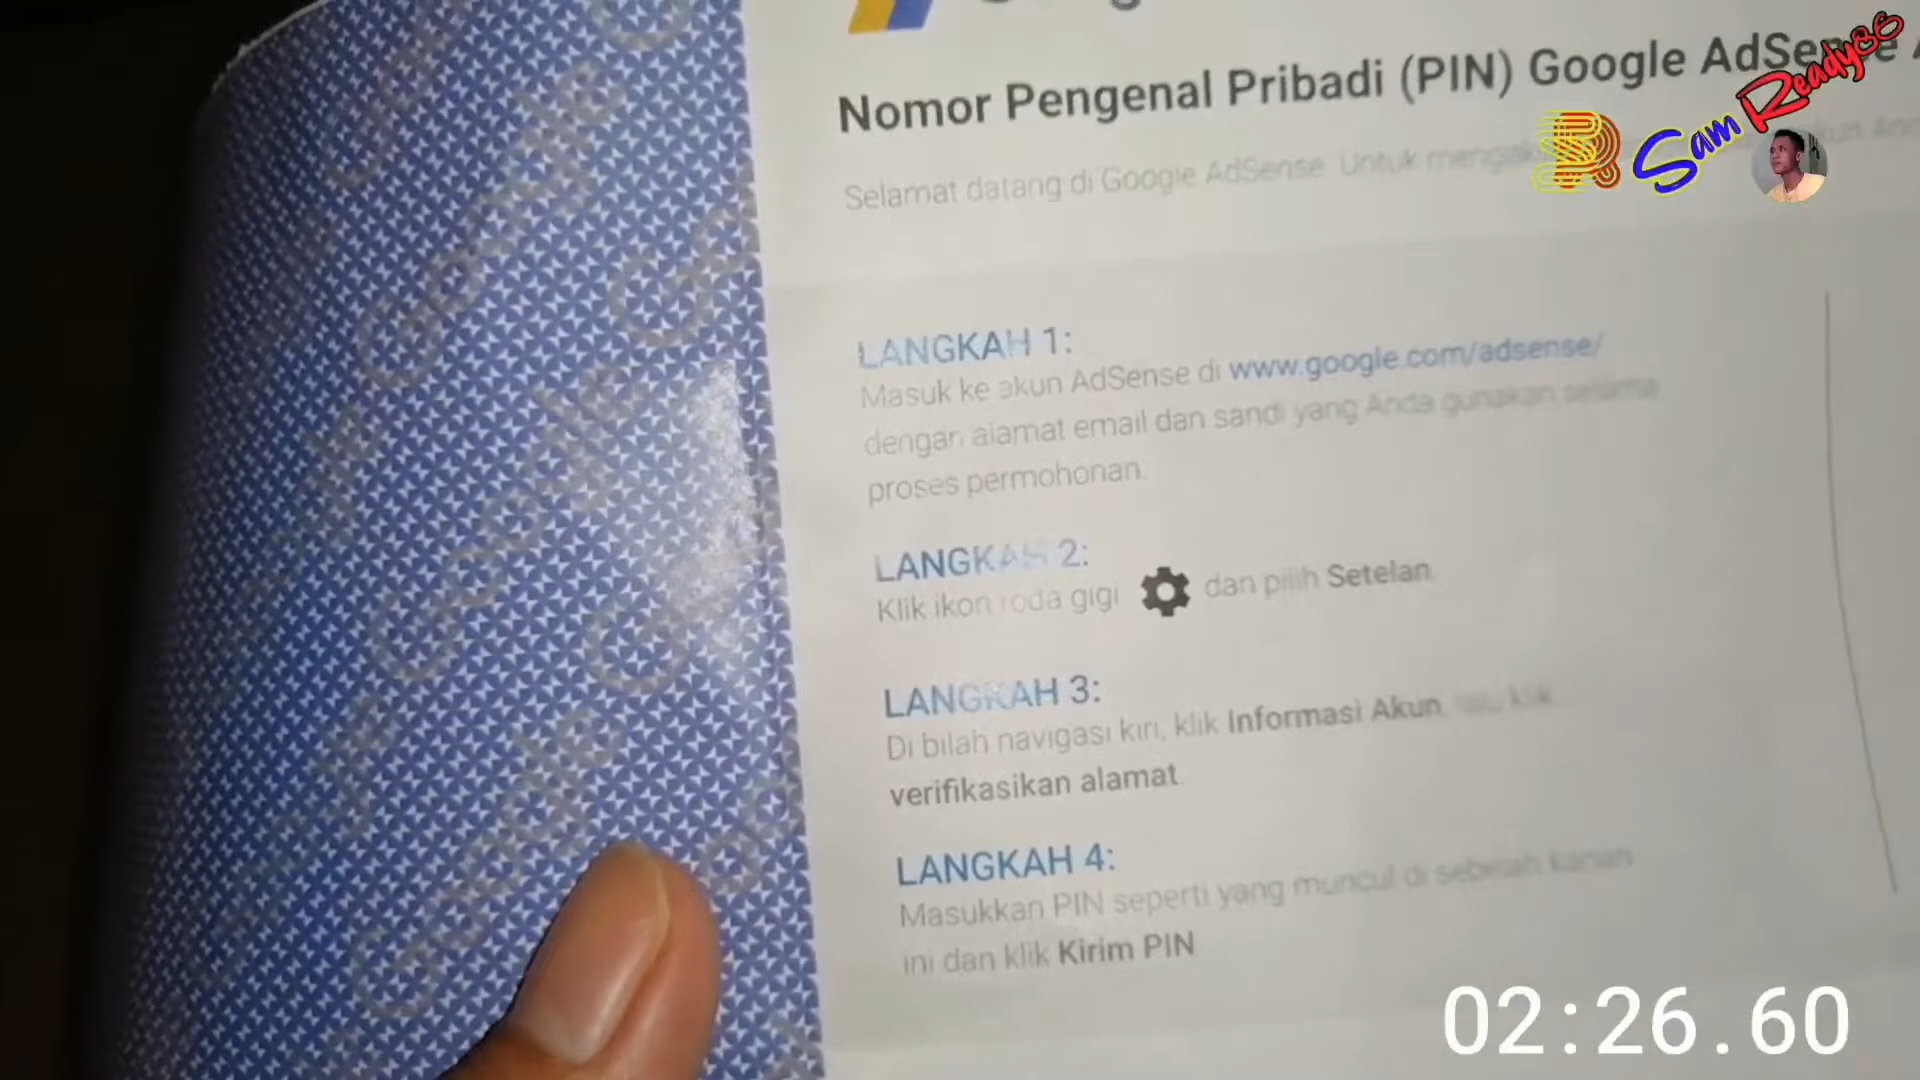 Nomor Pengenal Pribadi (PIN) Google AdSense
Selamat datang di Google AdSense. Untuk
Sam Ready86
LANGKAH 1:
Masuk ke akun AdSense di www.google.com/adsense/
dengan alamat email dan sandi yang Anda gunakan selama
proses permohonan.
LANGKAH 2:
Klik ikon roda gigi dan pilih Setelan
LANGKAH 3:
Di bilah navigasi kiri, klik Informasi Akun, lalu klik
verifikasikan alamat.
LANGKAH 4:
Masukkan PIN seperti yang muncul di sebelah kanan
ini dan klik Kirim PIN
02:26.60